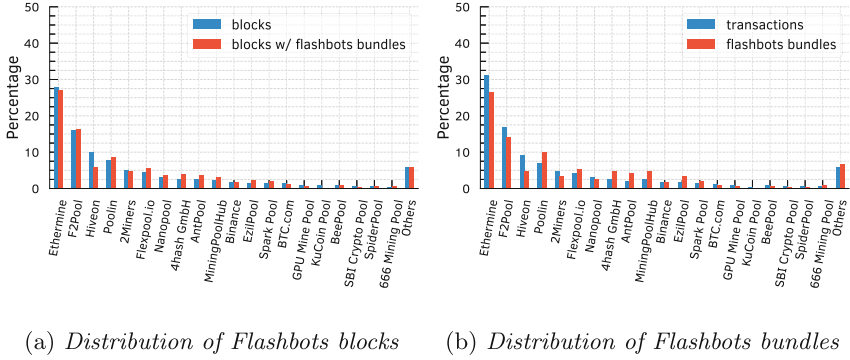 50
40
30
20
10
0
Percentage
blocks
blocks w/ flashbots bundles
Ethermine
F2Pool
Hiveon
Poolin
2Miners
Flexpool.io
Nanopool
4hash GmbH
AntPool
MiningPoolHub
Binance
EzilPool
Spark Pool
BTC.com
GPU Mine Pool
KuCoin Pool
BeePool
SBI Crypto Pool
SpiderPool
666 Mining Pool
Others
(a) Distribution of Flashbots blocks
50
40
30
20
10
0
Percentage
transactions
flashbots bundles
Ethermine
F2Pool
Hiveon
Poolin
2Miners
Flexpool.io
Nanopool
4hash GmbH
AntPool
MiningPoolHub
Binance
EzilPool
Spark Pool
BTC.com
GPU Mine Pool
KuCoin Pool
BeePool
SBI Crypto Pool
SpiderPool
666 Mining Pool
Others
(b) Distribution of Flashbots bundles